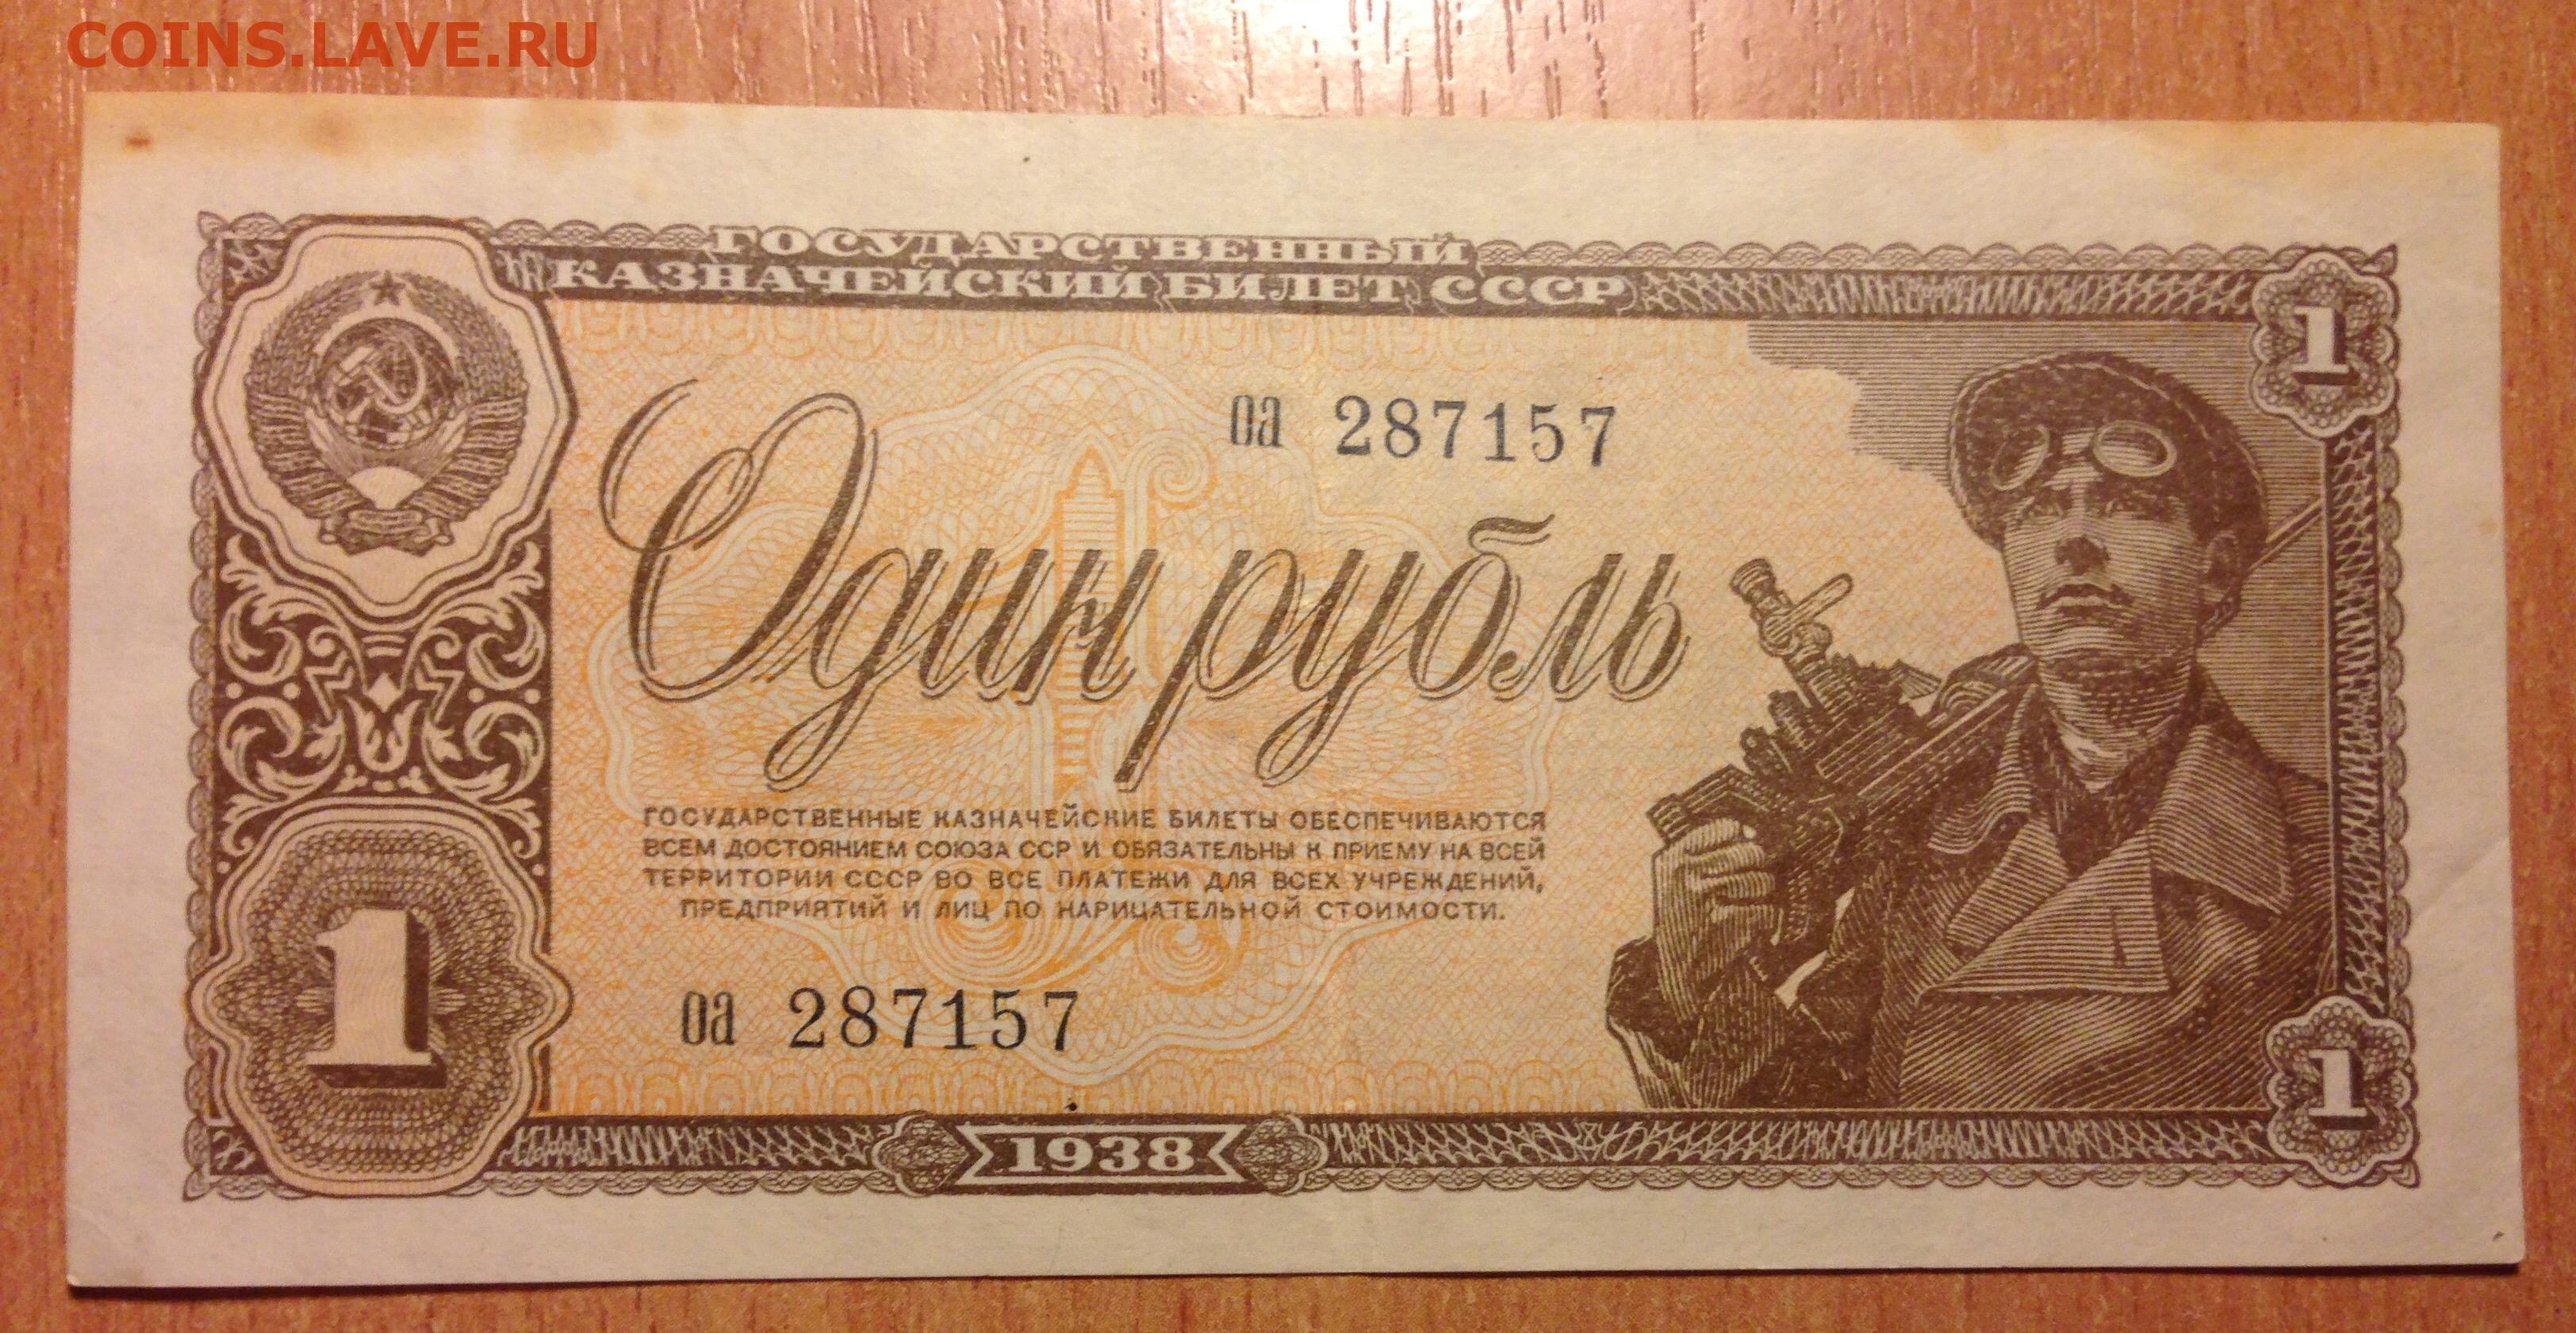 COINS.LAVE.RU
ГОСУДАРСТВЕННЫЙ
КАЗНАЧЕЙСКИЙ БИЛЕТ СССР
1
оа 287157
Один рубль
ГОСУДАРСТВЕННЫЕ КАЗНАЧЕЙСКИЕ БИЛЕТЫ ОБЕСПЕЧИВАЮТСЯ
ВСЕМ ДОСТОЯНИЕМ СОЮЗА ССР И ОБЯЗАТЕЛЬНЫ К ПРИЕМУ НА ВСЕЙ
ТЕРРИТОРИИ СССР ВО ВСЕ ПЛАТЕЖИ ДЛЯ ВСЕХ УЧРЕЖДЕНИЙ,
ПРЕДПРИЯТИЙ И ЛИЦ ПО НАРИЦАТЕЛЬНОЙ СТОИМОСТИ.
1
оа 287157
1
1938
1